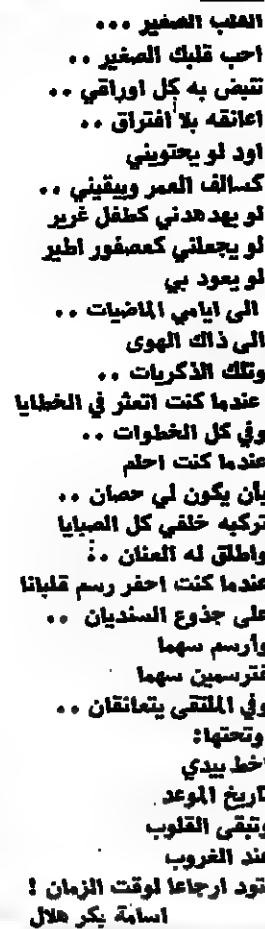 القلب الصغير ...
احب قلبك الصغير ..
تنبض به كل اوراقي ..
اعانقه بلا افتراق ..
اود لو يحتويني
كسالف العمر ويبقيني ..
لو يهدهدني كطفل غرير
لو يجعلني كعصفور اطير
لو يعود بي
الى ايامي الماضيات ..
الى ذاك الهوى
وتلك الذكريات ..
عندما كنت اتعثر في الخطايا
وفي كل الخطوات ..
عندما كنت احلم
بأن يكون لي حصان ..
تركبه خلفي كل الصبايا
واطلق له العنان ..
عندما كنت احفر رسم قلبانا
على جذوع السنديان ..
وأرسم سهما
فترسمين سهما
وفي الملتقى يتعانقان ..
وتحتها:
اخط بيدي
تاريخ الموعد
وتبقى القلوب
عند الغروب
تود ارجاعا لوقت الزمان !
اسامة بكر هلال